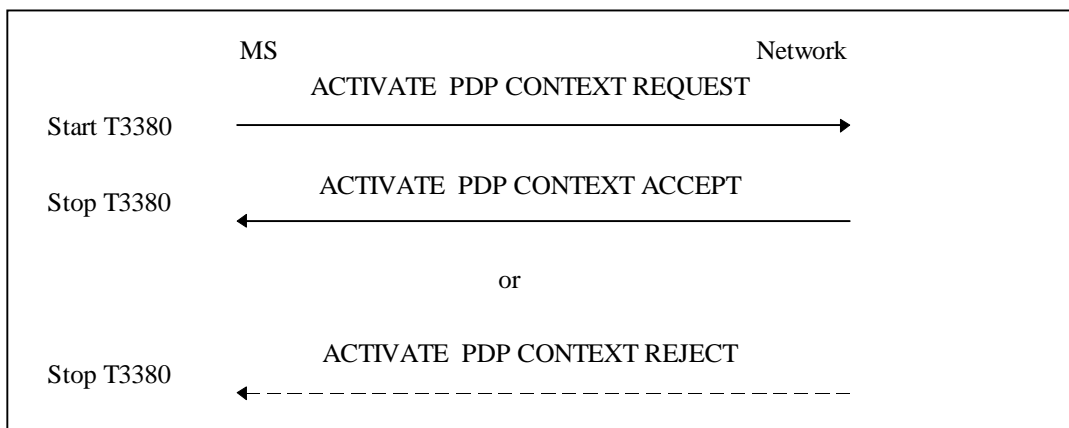 MS Network
ACTIVATE PDP CONTEXT REQUEST
Start T3380
ACTIVATE PDP CONTEXT ACCEPT
Stop T3380
or
ACTIVATE PDP CONTEXT REJECT
Stop T3380